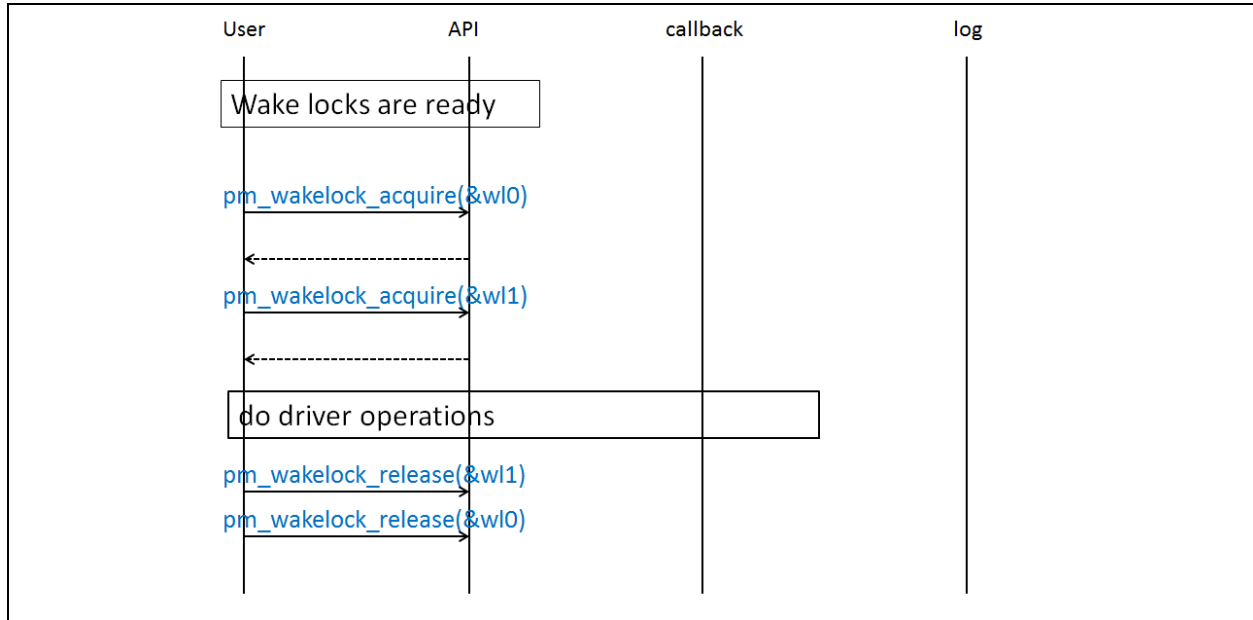 User API callback log
Wake locks are ready
pm_wakelock_acquire(&wl0)
pm_wakelock_acquire(&wl1)
do driver operations
pm_wakelock_release(&wl1)
pm_wakelock_release(&wl0)